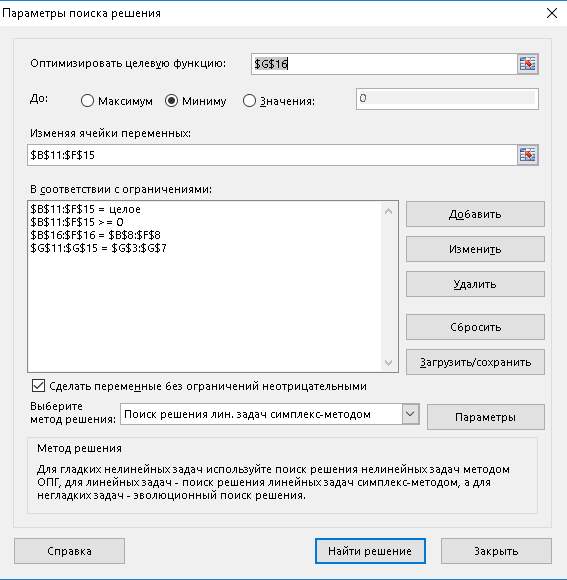 Параметры поиска решения
Оптимизировать целевую функцию: $G$16
До: Максимум Миниму Значения: 0
Изменяя ячейки переменных:
$B$11:$F$15
В соответствии с ограничениями:
$B$11:$F$15 = целое
$B$11:$F$15 >= 0
$B$16:$F$16 = $B$8:$F$8
$G$11:$G$15 = $G$3:$G$7
Добавить
Изменить
Удалить
Сбросить
Загрузить/сохранить
Сделать переменные без ограничений неотрицательными
Выберите
метод решения: Поиск решения лин. задач симплекс-методом Параметры
Метод решения
Для гладких нелинейных задач используйте поиск решения нелинейных задач методом
ОПГ, для линейных задач - поиск решения линейных задач симплекс-методом, а для
негладких задач - эволюционный поиск решения.
Справка Найти решение Закрыть